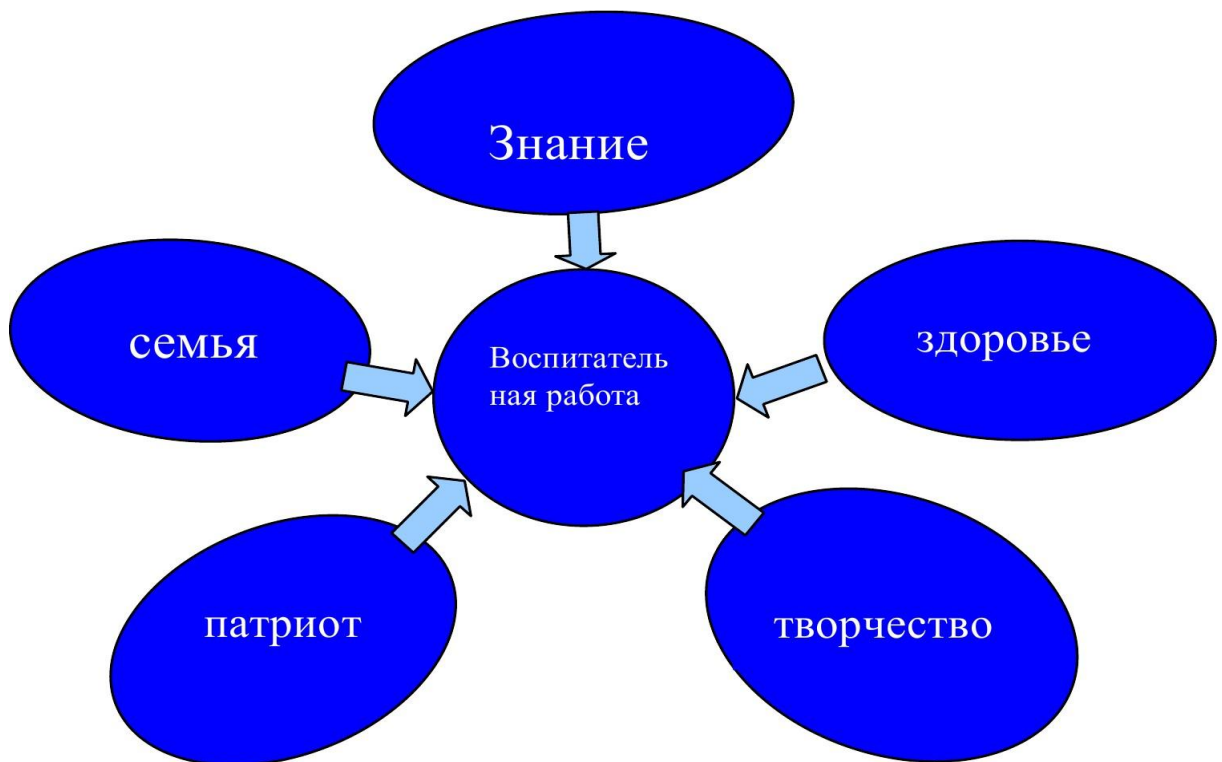 Знание
семья
здоровье
Воспитатель
ная работа
патриот
творчество